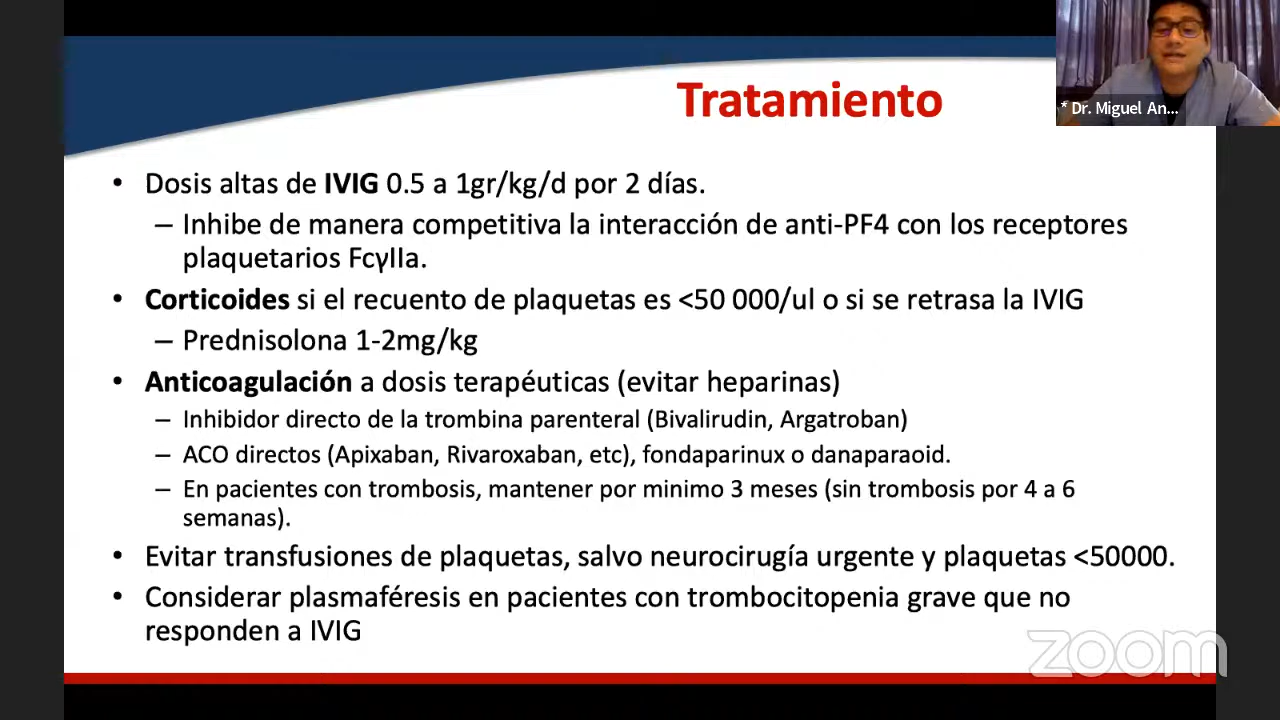 Tratamiento
* Dr. Miguel An...
• Dosis altas de IVIG 0.5 a 1gr/kg/d por 2 días.
– Inhibe de manera competitiva la interacción de anti-PF4 con los receptores
plaquetarios FcγIIa.
• Corticoides si el recuento de plaquetas es <50 000/ul o si se retrasa la IVIG
– Prednisolona 1-2mg/kg
• Anticoagulación a dosis terapéuticas (evitar heparinas)
– Inhibidor directo de la trombina parenteral (Bivalirudin, Argatroban)
– ACO directos (Apixaban, Rivaroxaban, etc), fondaparinux o danaparaoid.
– En pacientes con trombosis, mantener por minimo 3 meses (sin trombosis por 4 a 6
semanas).
• Evitar transfusiones de plaquetas, salvo neurocirugía urgente y plaquetas <50000.
• Considerar plasmaféresis en pacientes con trombocitopenia grave que no
responden a IVIG
zoom